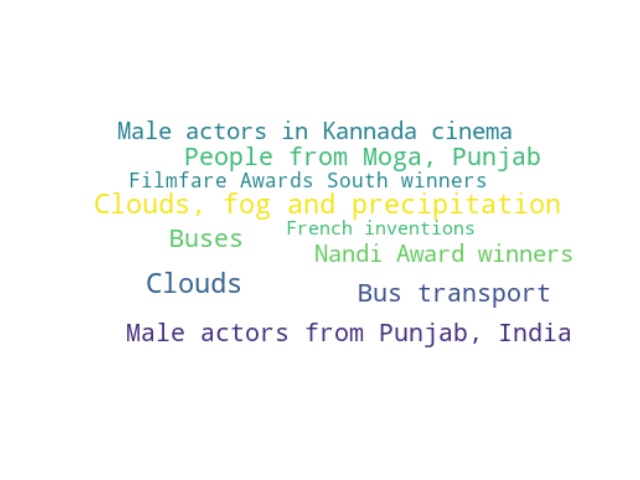 Male actors in Kannada cinema
People from Moga, Punjab
Filmfare Awards South winners
Clouds, fog and precipitation
French inventions
Buses
Nandi Award winners
Clouds
Bus transport
Male actors from Punjab, India